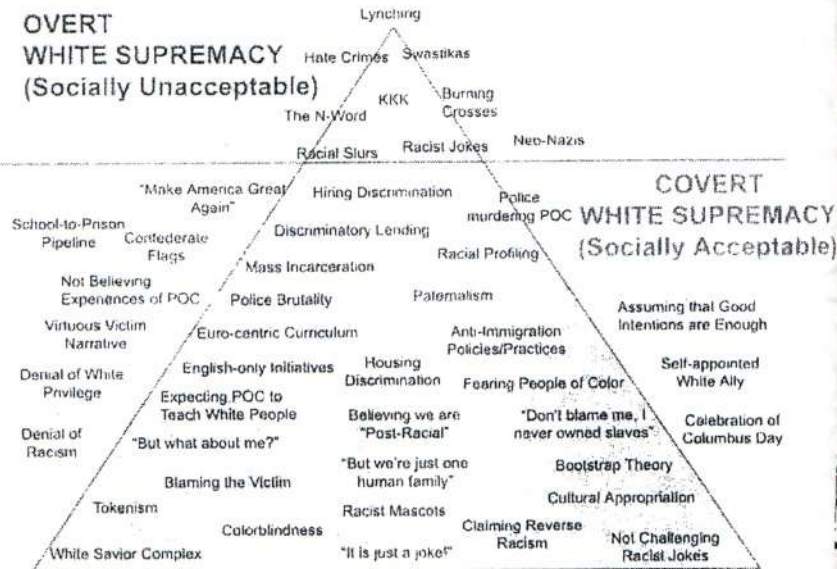 Lynching
OVERT
WHITE SUPREMACY
(Socially Unacceptable)
Hate Crimes
Swastikas
KKK
Burning
Crosses
The N-Word
Racial Slurs
Racist Jokes
Neo-Nazis
COVERT
WHITE SUPREMACY
(Socially Acceptable)
"Make America Great
Again"
Hiring Discrimination
Police
murdering POC
School-to-Prison
Pipeline
Confederate
Flags
Discriminatory Lending
Racial Profiling
Mass Incarceration
Not Believing
Experiences of POC
Police Brutality
Paternalism
Assuming that Good
Intentions are Enough
Virtuous Victim
Narrative
Euro-centric Curriculum
Anti-Immigration
Policies/Practices
Denial of White
Privilege
English-only Initiatives
Housing
Discrimination
Fearing People of Color
Self-appointed
White Ally
Expecting POC to
Teach White People
Believing we are
"Post-Racial"
"Don't blame me, I
never owned slaves"
Celebration of
Columbus Day
Denial of
Racism
"But what about me?"
"But we're just one
human family"
Bootstrap Theory
Blaming the Victim
Cultural Appropriation
Tokenism
Racist Mascots
Colorblindness
Claiming Reverse
Racism
Not Challenging
Racist Jokes
White Savior Complex
"It is just a joke!"